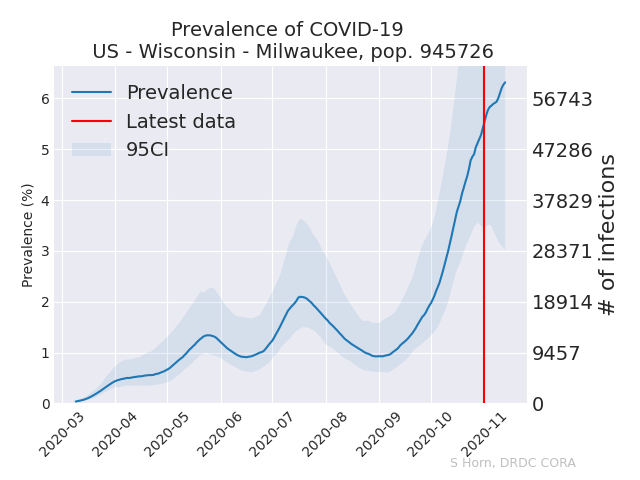 Prevalence of COVID-19
US - Wisconsin - Milwaukee, pop. 945726
Prevalence
Latest data
95CI
Prevalence (%)
6
5
4
3
2
1
0
56743
47286
37829
28371
18914
9457
0
# of infections
2020-03
2020-04
2020-05
2020-06
2020-07
2020-08
2020-09
2020-10
2020-11
S Horn, DRDC CORA